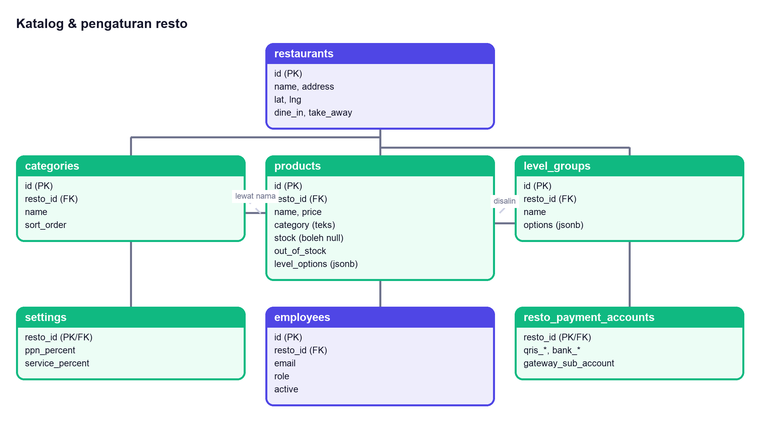 Katalog & pengaturan resto
restaurants
id (PK)
name, address
lat, lng
dine_in, take_away
categories
id (PK)
resto_id (FK)
name
sort_order
lewat nama
products
id (PK)
resto_id (FK)
name, price
category (teks)
stock (boleh null)
out_of_stock
level_options (jsonb)
disalin
level_groups
id (PK)
resto_id (FK)
name
options (jsonb)
settings
resto_id (PK/FK)
ppn_percent
service_percent
employees
id (PK)
resto_id (FK)
email
role
active
resto_payment_accounts
resto_id (PK/FK)
qris_*, bank_*
gateway_sub_account